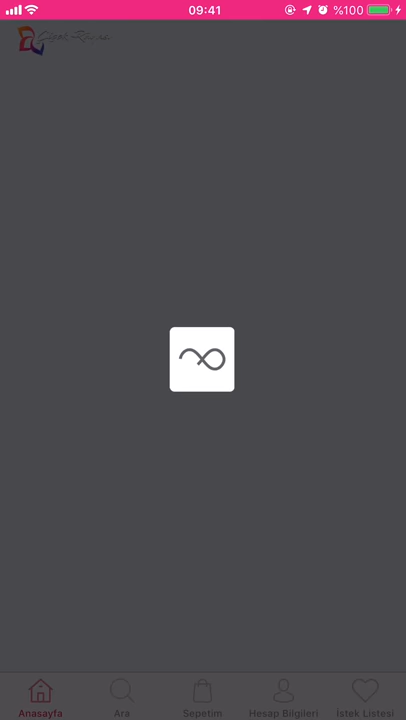 09:41
%100
Anasayfa
Ara
Sepetim
Hesap Bilgileri
İstek Listesi